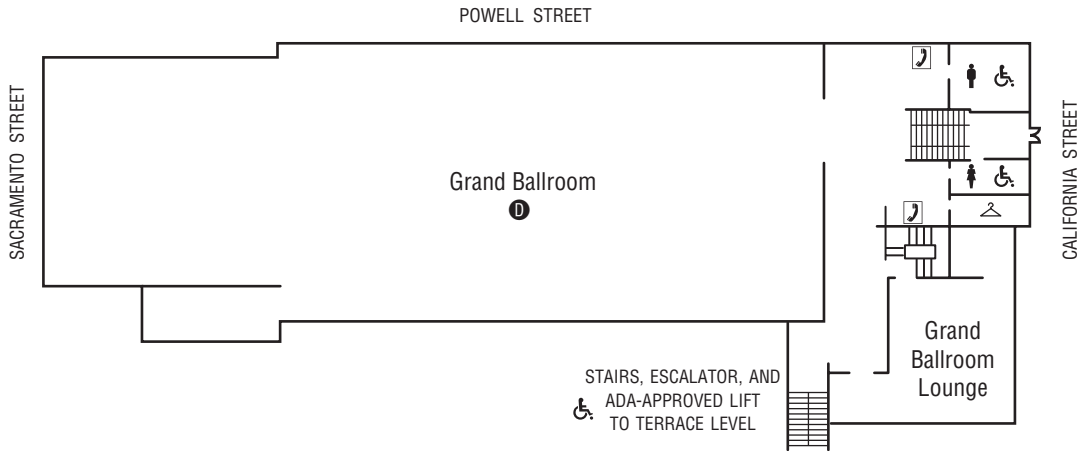 POWELL STREET
SACRAMENTO STREET
CALIFORNIA STREET
Grand Ballroom
D
Grand
Ballroom
Lounge
STAIRS, ESCALATOR, AND
ADA-APPROVED LIFT
TO TERRACE LEVEL